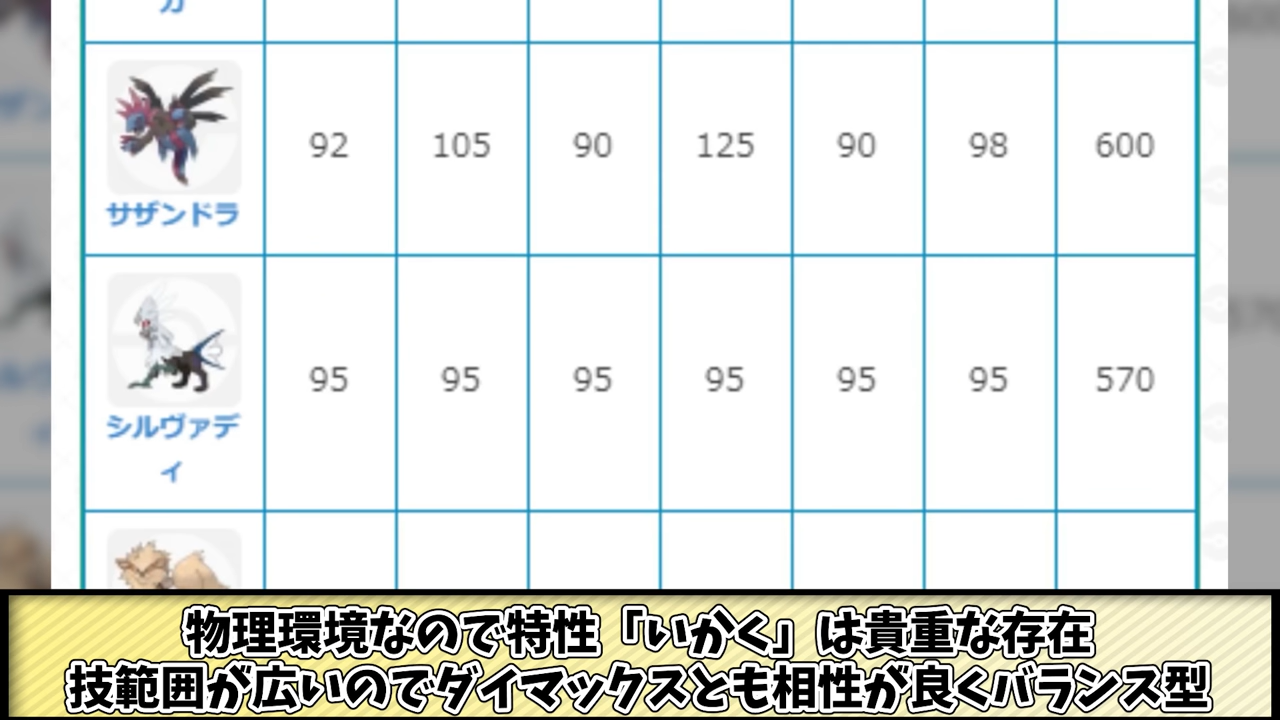 ガ
92 105 90 125 90 98 600
サザンドラ
95 95 95 95 95 95 570
シルヴァデ
ィ
物理環境なので特性「いかく」は貴重な存在
技範囲が広いのでダイマックスとも相性が良くバランス型